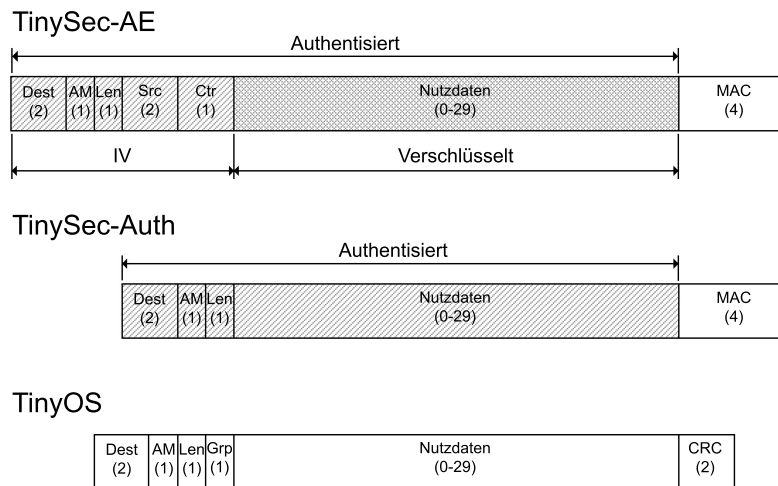 TinySec-AE
Authentisiert
Dest AM Len Src Ctr Nutzdaten MAC
(2) (1) (1) (2) (1) (0-29) (4)
IV Verschlüsselt
TinySec-Auth
Authentisiert
Dest AM Len Nutzdaten MAC
(2) (1) (1) (0-29) (4)
TinyOS
Dest AM Len Grp Nutzdaten CRC
(2) (1) (1) (1) (0-29) (2)